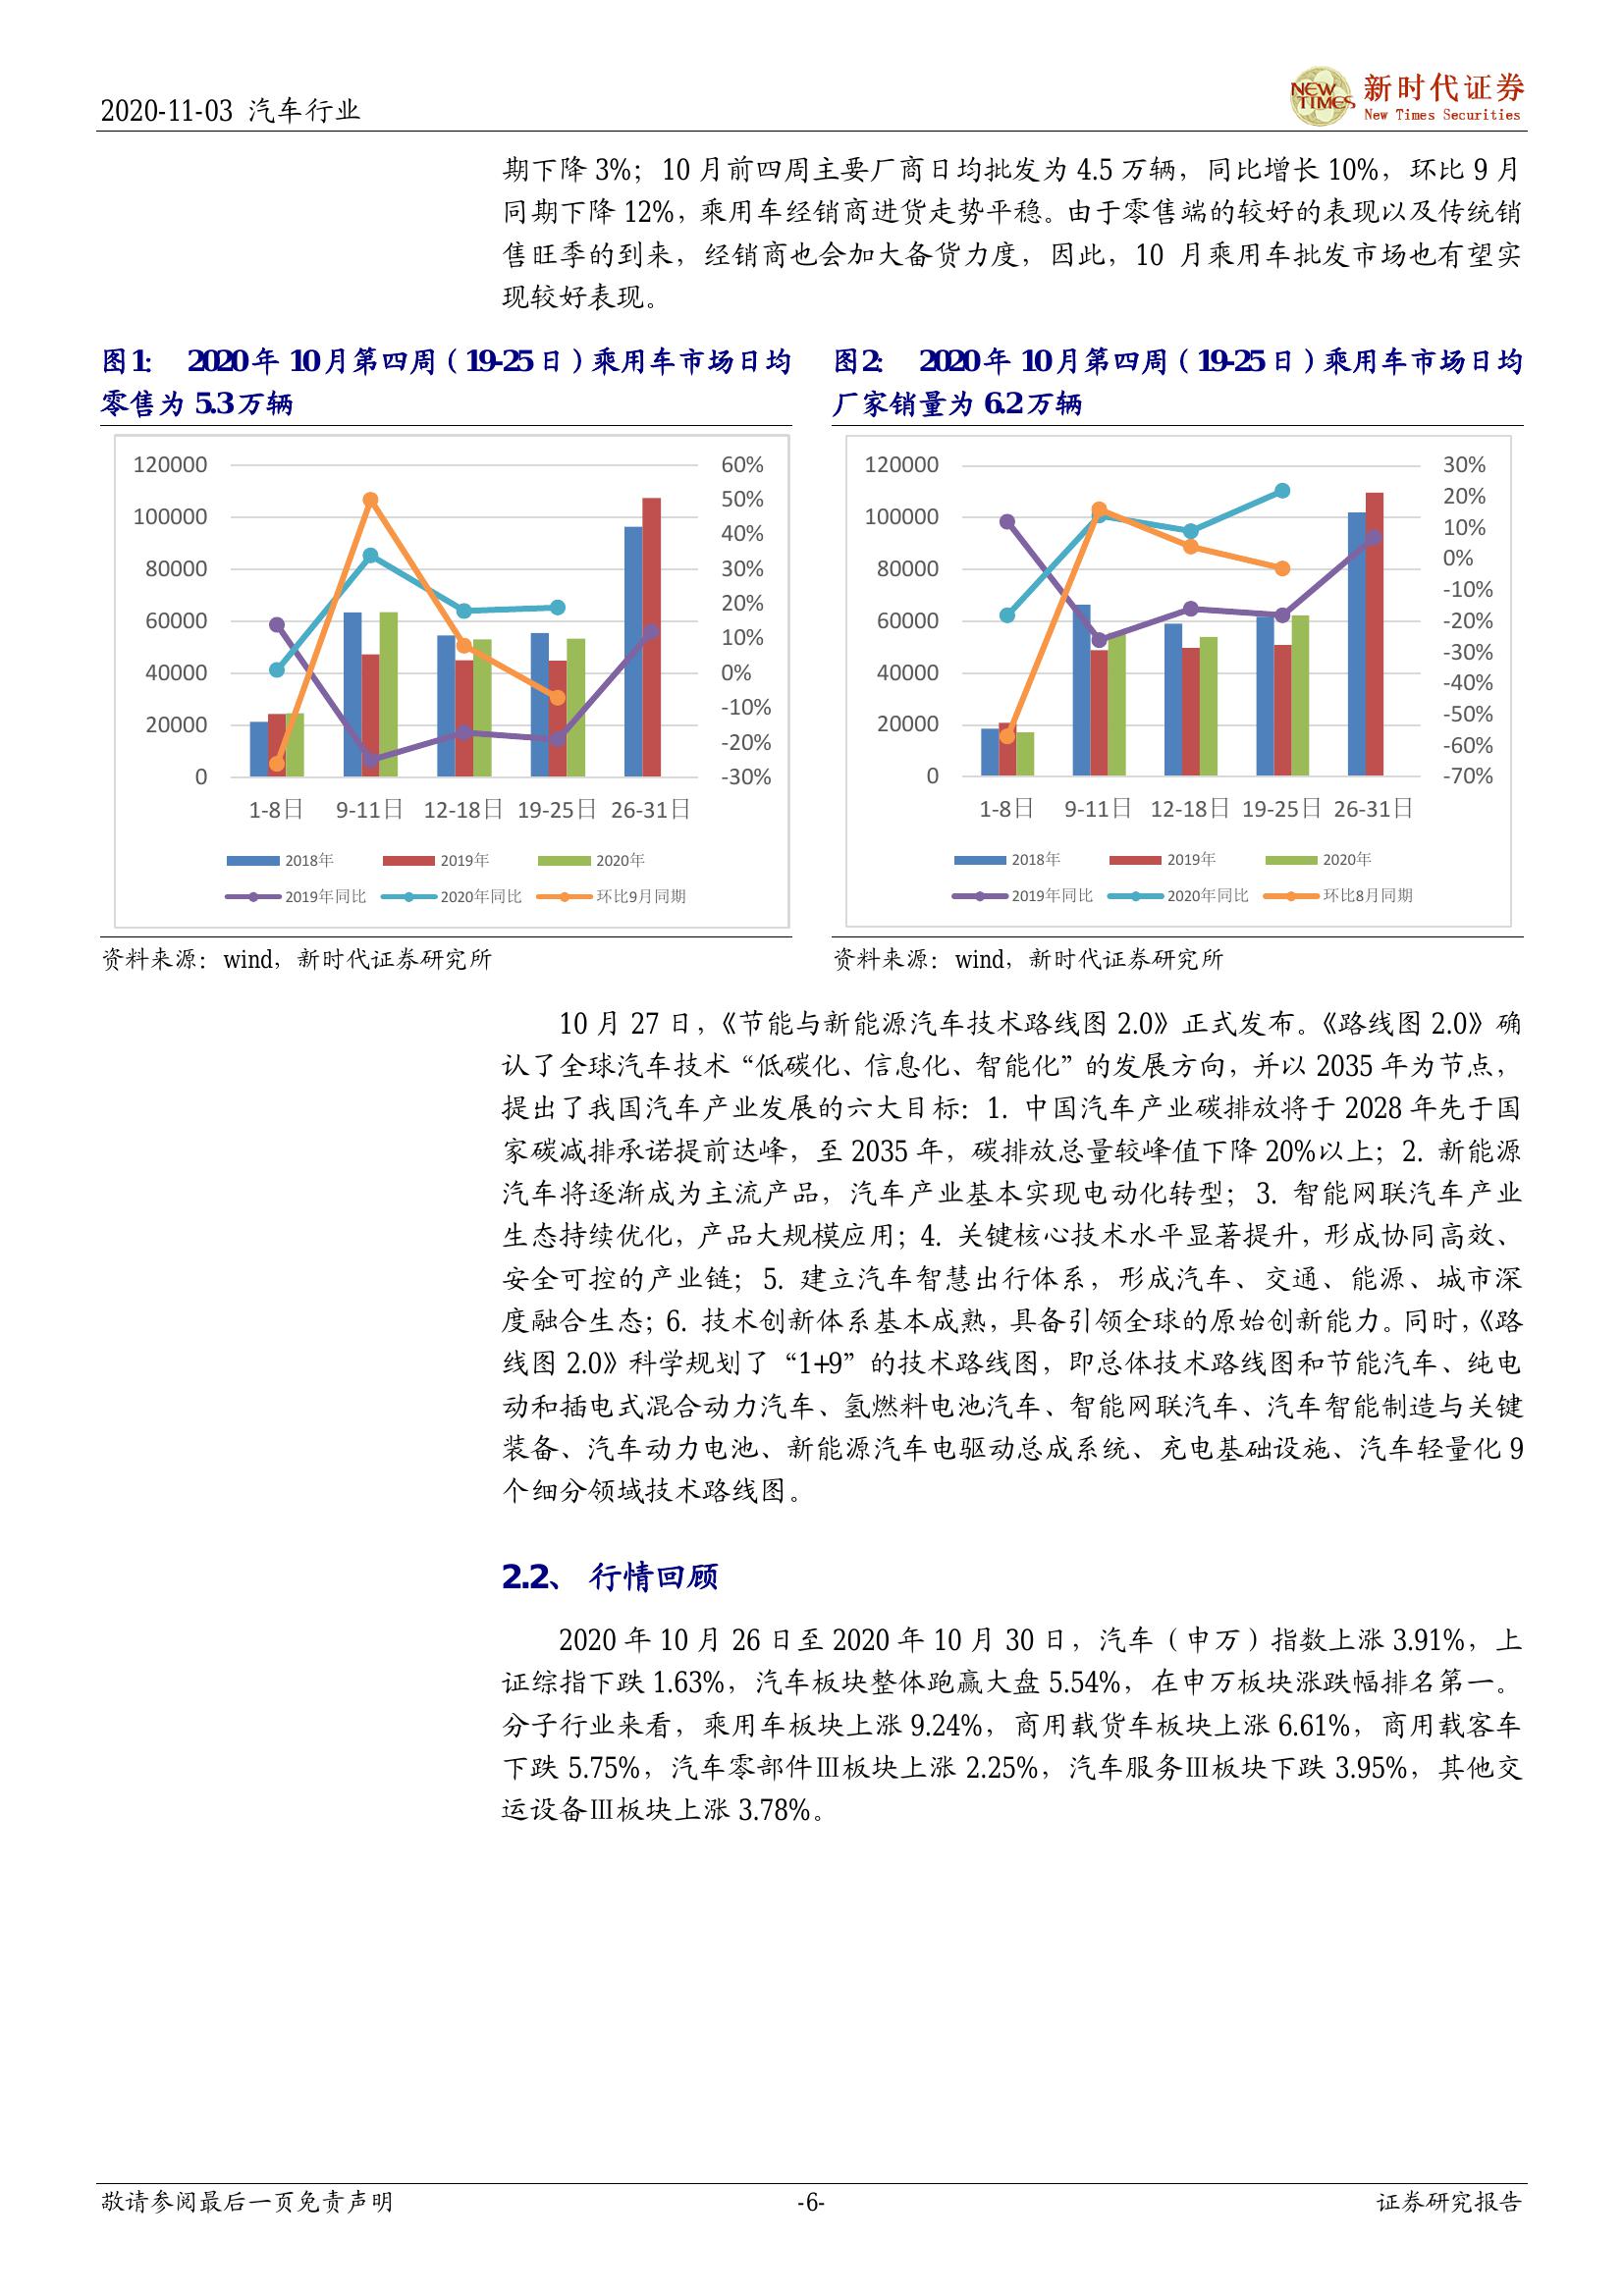 2020-11-03 汽车行业
NEW TIMES
新时代证券
New Times Securities
期下降 3%；10 月前四周主要厂商日均批发为 4.5 万辆，同比增长 10%，环比 9 月
同期下降 12%，乘用车经销商进货走势平稳。由于零售端的较好的表现以及传统销
售旺季的到来，经销商也会加大备货力度，因此，10 月乘用车批发市场也有望实
现较好表现。
图1： 2020 年 10 月第四周（19-25 日）乘用车市场日均
零售为 5.3 万辆
120000
100000
80000
60000
40000
20000
0
60%
50%
40%
30%
20%
10%
0%
-10%
-20%
-30%
1-8日 9-11日 12-18日 19-25日 26-31日
2018年 2019年 2020年
2019年同比 2020年同比 环比9月同期
资料来源：wind，新时代证券研究所
图2： 2020 年 10 月第四周（19-25 日）乘用车市场日均
厂家销量为 6.2 万辆
120000
100000
80000
60000
40000
20000
0
30%
20%
10%
0%
-10%
-20%
-30%
-40%
-50%
-60%
-70%
1-8日 9-11日 12-18日 19-25日 26-31日
2018年 2019年 2020年
2019年同比 2020年同比 环比8月同期
资料来源：wind，新时代证券研究所
10 月 27 日，《节能与新能源汽车技术路线图 2.0》正式发布。《路线图 2.0》确
认了全球汽车技术“低碳化、信息化、智能化”的发展方向，并以 2035 年为节点，
提出了我国汽车产业发展的六大目标：1. 中国汽车产业碳排放将于 2028 年先于国
家碳减排承诺提前达峰，至 2035 年，碳排放总量较峰值下降 20%以上；2. 新能源
汽车将逐渐成为主流产品，汽车产业基本实现电动化转型；3. 智能网联汽车产业
生态持续优化，产品大规模应用；4. 关键核心技术水平显著提升，形成协同高效、
安全可控的产业链；5. 建立汽车智慧出行体系，形成汽车、交通、能源、城市深
度融合生态；6. 技术创新体系基本成熟，具备引领全球的原始创新能力。同时，《路
线图 2.0》科学规划了“1+9”的技术路线图，即总体技术路线图和节能汽车、纯电
动和插电式混合动力汽车、氢燃料电池汽车、智能网联汽车、汽车智能制造与关键
装备、汽车动力电池、新能源汽车电驱动总成系统、充电基础设施、汽车轻量化 9
个细分领域技术路线图。
2.2、 行情回顾
2020 年 10 月 26 日至 2020 年 10 月 30 日，汽车（申万）指数上涨 3.91%，上
证综指下跌 1.63%，汽车板块整体跑赢大盘 5.54%，在申万板块涨跌幅排名第一。
分子行业来看，乘用车板块上涨 9.24%，商用载货车板块上涨 6.61%，商用载客车
下跌 5.75%，汽车零部件Ⅲ板块上涨 2.25%，汽车服务Ⅲ板块下跌 3.95%，其他交
运设备Ⅲ板块上涨 3.78%。
敬请参阅最后一页免责声明
-6-
证券研究报告